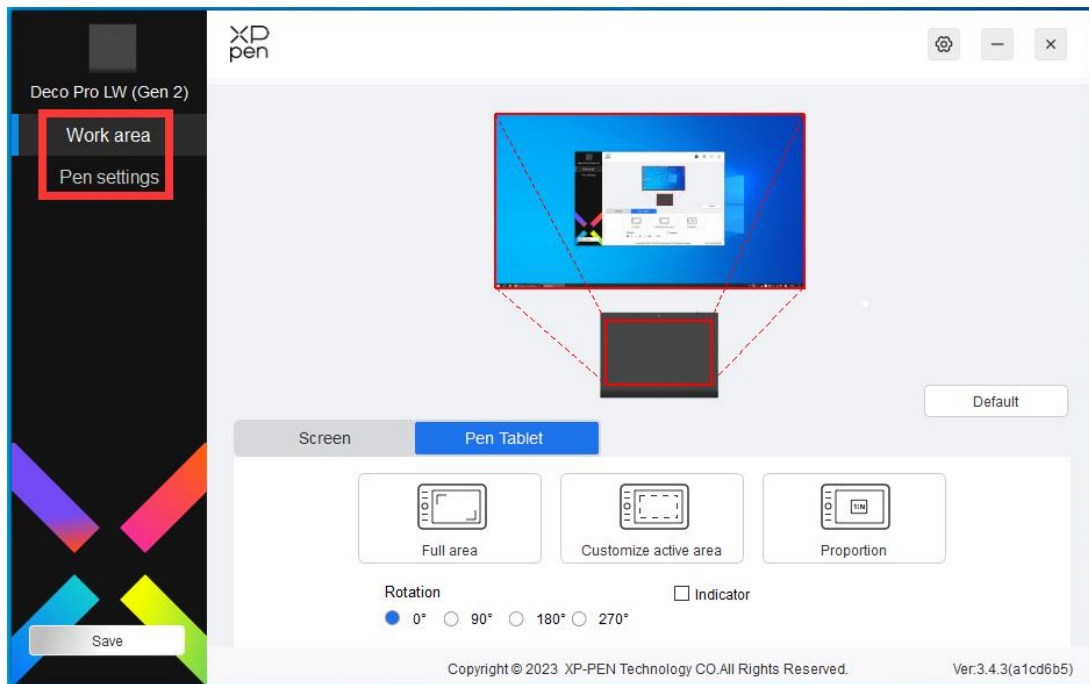 XP
pen
Deco Pro LW (Gen 2)
Work area
Pen settings
Default
Screen
Pen Tablet
Full area
Customize active area
1:N
Proportion
Rotation
Indicator
0° 90° 180° 270°
Save
Copyright © 2023 XP-PEN Technology CO.All Rights Reserved.
Ver:3.4.3(a1cd6b5)